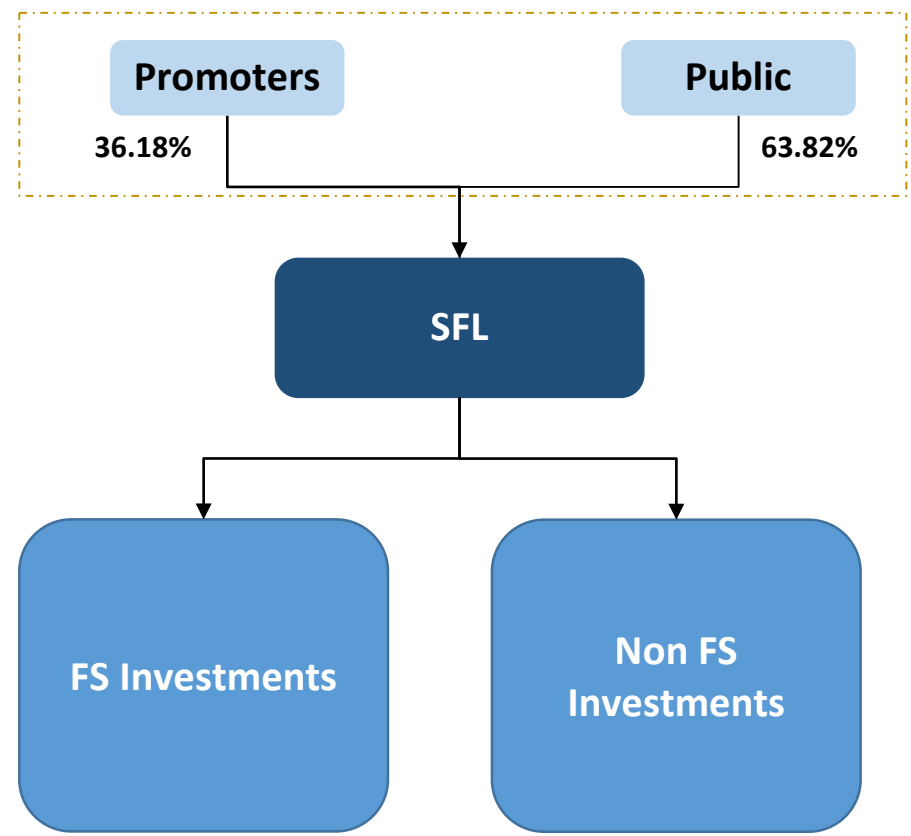 Promoters
Public
36.18%
63.82%
SFL
FS Investments
Non FS
Investments